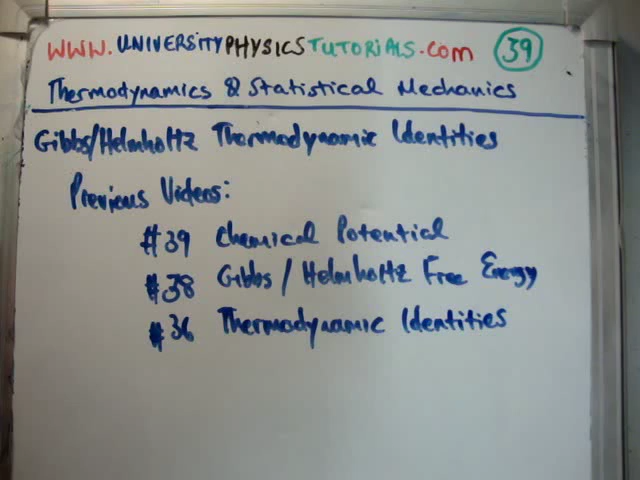 WWW.UNIVERSITYPHYSICSTUTORIALS.COM 39
Thermodynamics & Statistical Mechanics
Gibbs/Helmholtz Thermodynamic Identities
Previous Videos:
#39 Chemical Potential
#38 Gibbs / Helmholtz Free Energy
#36 Thermodynamic Identities